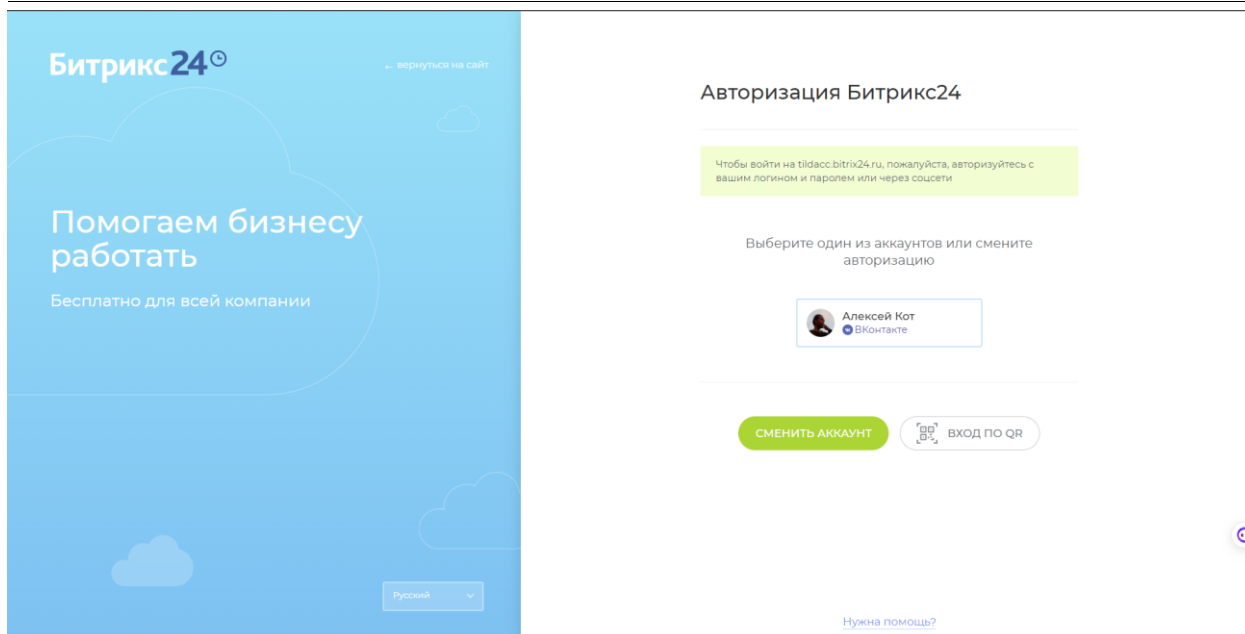 Битрикс24
← вернуться на сайт
Помогаем бизнесу
работать
Бесплатно для всей компании
Русский
Авторизация Битрикс24
Чтобы войти на tildacc.bitrix24.ru, пожалуйста, авторизуйтесь с
вашим логином и паролем или через соцсети
Выберите один из аккаунтов или смените
авторизацию
Алексей Кот
ВКонтакте
СМЕНИТЬ АККАУНТ
ВХОД ПО QR
Нужна помощь?